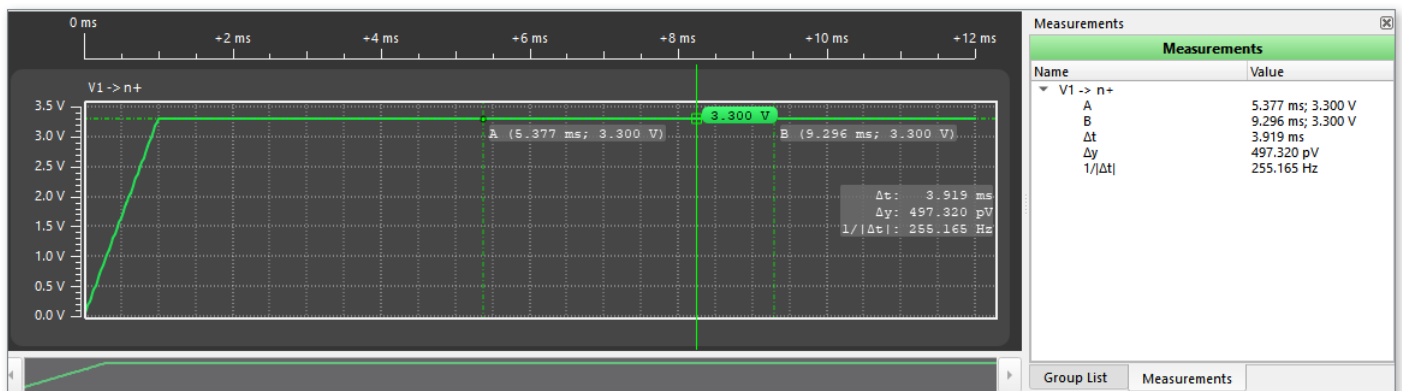 0 ms
+2 ms
+4 ms
+6 ms
+8 ms
+10 ms
+12 ms
V1 -> n+
3.5 V
3.0 V
2.5 V
2.0 V
1.5 V
1.0 V
0.5 V
0.0 V
3.300 V
A (5.377 ms; 3.300 V)
B (9.296 ms; 3.300 V)
Δt: 3.919 ms
Δy: 497.320 pV
1/|Δt|: 255.165 Hz
Measurements
Measurements
Name Value
V1 -> n+
A 5.377 ms; 3.300 V
B 9.296 ms; 3.300 V
Δt 3.919 ms
Δy 497.320 pV
1/|Δt| 255.165 Hz
Group List Measurements